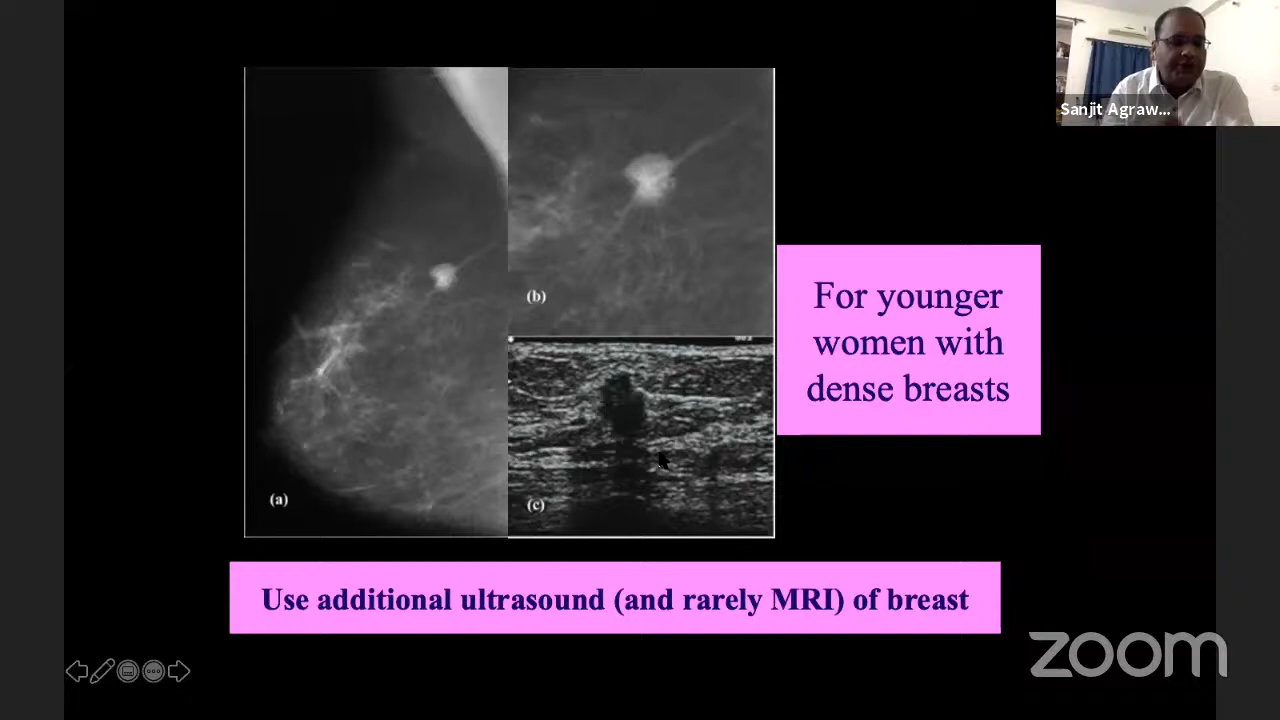 Sanjit Agraw...
(a)
(b)
(c)
For younger
women with
dense breasts
Use additional ultrasound (and rarely MRI) of breast
zoom